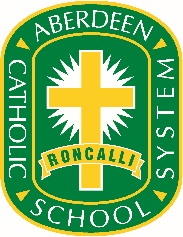 ABERDEEN
CATHOLIC
RONCALLI
SCHOOL
SYSTEM